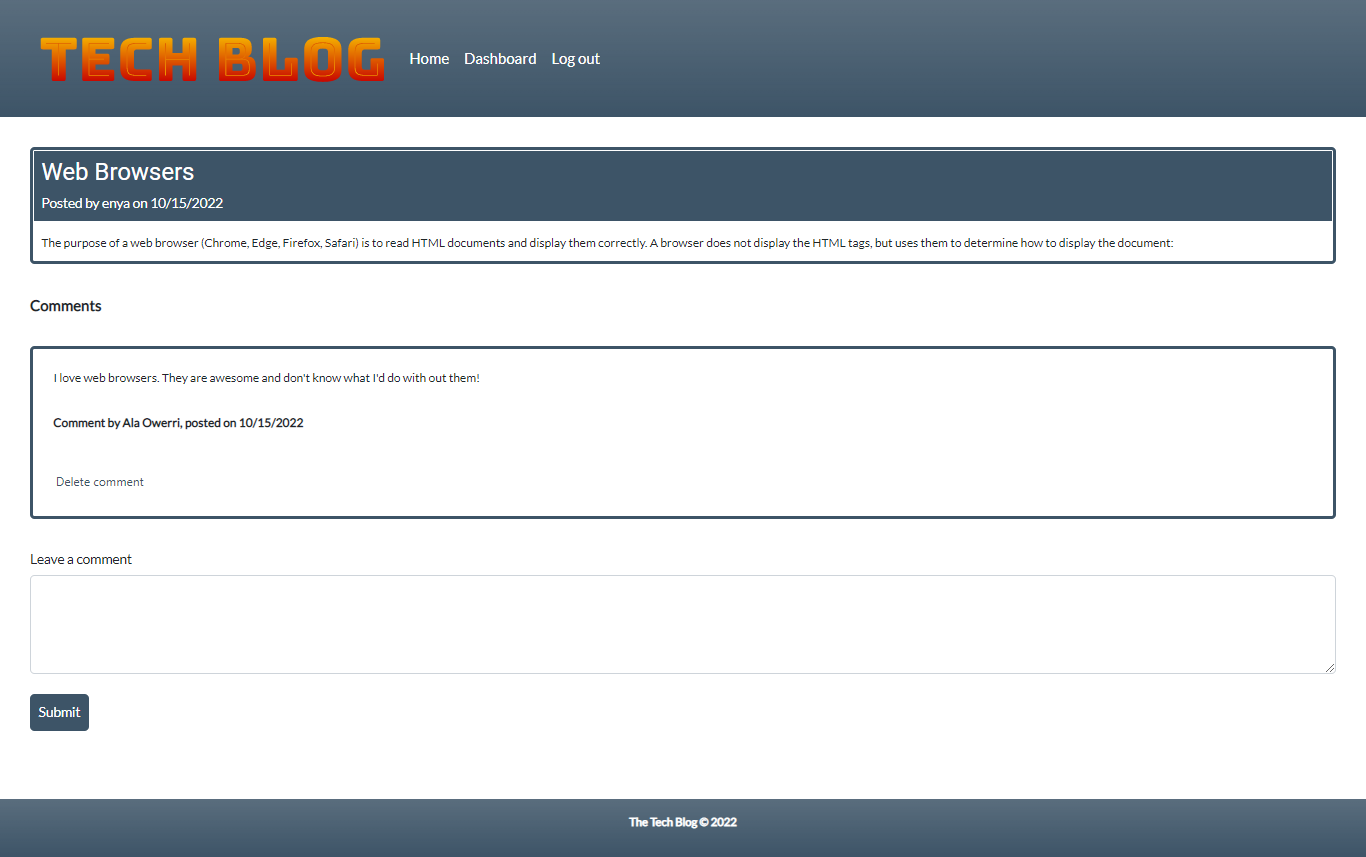 TECH BLOG
Home Dashboard Log out
Web Browsers
Posted by enya on 10/15/2022
The purpose of a web browser (Chrome, Edge, Firefox, Safari) is to read HTML documents and display them correctly. A browser does not display the HTML tags, but uses them to determine how to display the document:
Comments
I love web browsers. They are awesome and don't know what I'd do with out them!
Comment by Ala Owerri, posted on 10/15/2022
Delete comment
Leave a comment
Submit
The Tech Blog © 2022